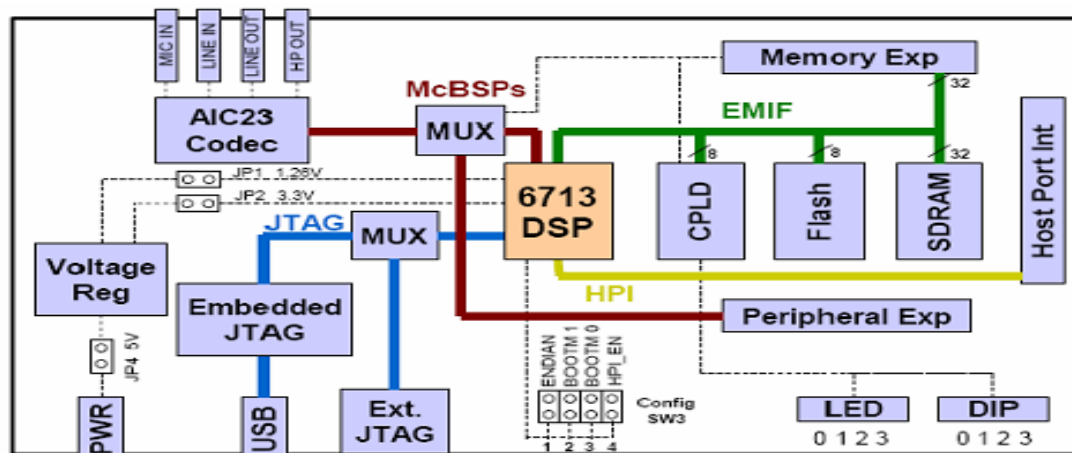 MIC IN
LINE IN
LINE OUT
HP OUT
Memory Exp
32
McBSPs
AIC23
Codec
MUX
EMIF
8
8
32
Host Port Int
JP1 1.26V
JP2 3.3V
6713
DSP
CPLD
Flash
SDRAM
JTAG
MUX
Voltage
Reg
HPI
Embedded
JTAG
Peripheral Exp
JP4 5V
ENDIAN
BOOTM 1
BOOTM 0
HPI_EN
Config
SW3
1 2 3 4
PWR
USB
Ext.
JTAG
LED
DIP
0 1 2 3
0 1 2 3